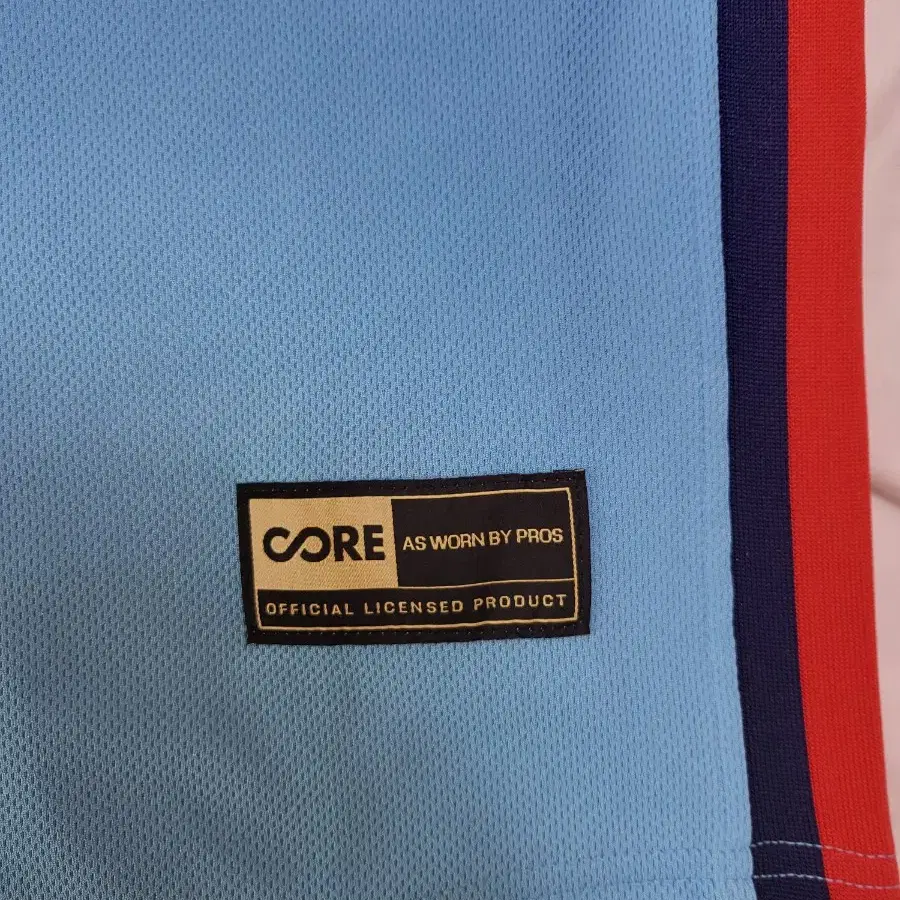 CORE AS WORN BY PROS
OFFICIAL LICENSED PRODUCT